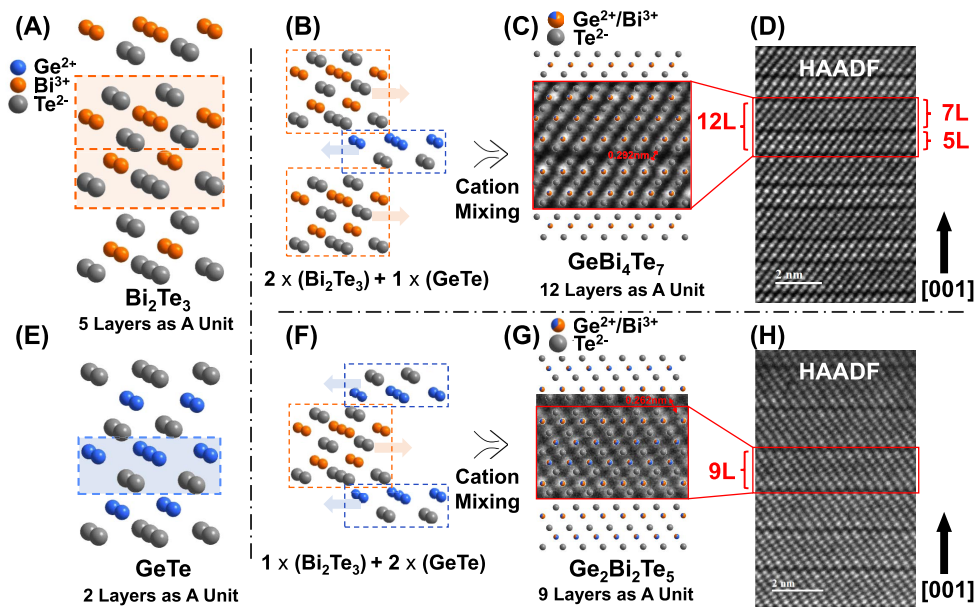 (A)
Ge²⁺
Bi³⁺
Te²⁻
Bi₂Te₃
5 Layers as A Unit
(B)
2 x (Bi₂Te₃) + 1 x (GeTe)
Cation
Mixing
(C)
Ge²⁺/Bi³⁺
Te²⁻
12L
GeBi₄Te₇
12 Layers as A Unit
(D)
HAADF
7L
5L
2 nm
[001]
(E)
GeTe
2 Layers as A Unit
(F)
1 x (Bi₂Te₃) + 2 x (GeTe)
Cation
Mixing
(G)
Ge²⁺/Bi³⁺
Te²⁻
9L
Ge₂Bi₂Te₅
9 Layers as A Unit
(H)
HAADF
2 nm
[001]